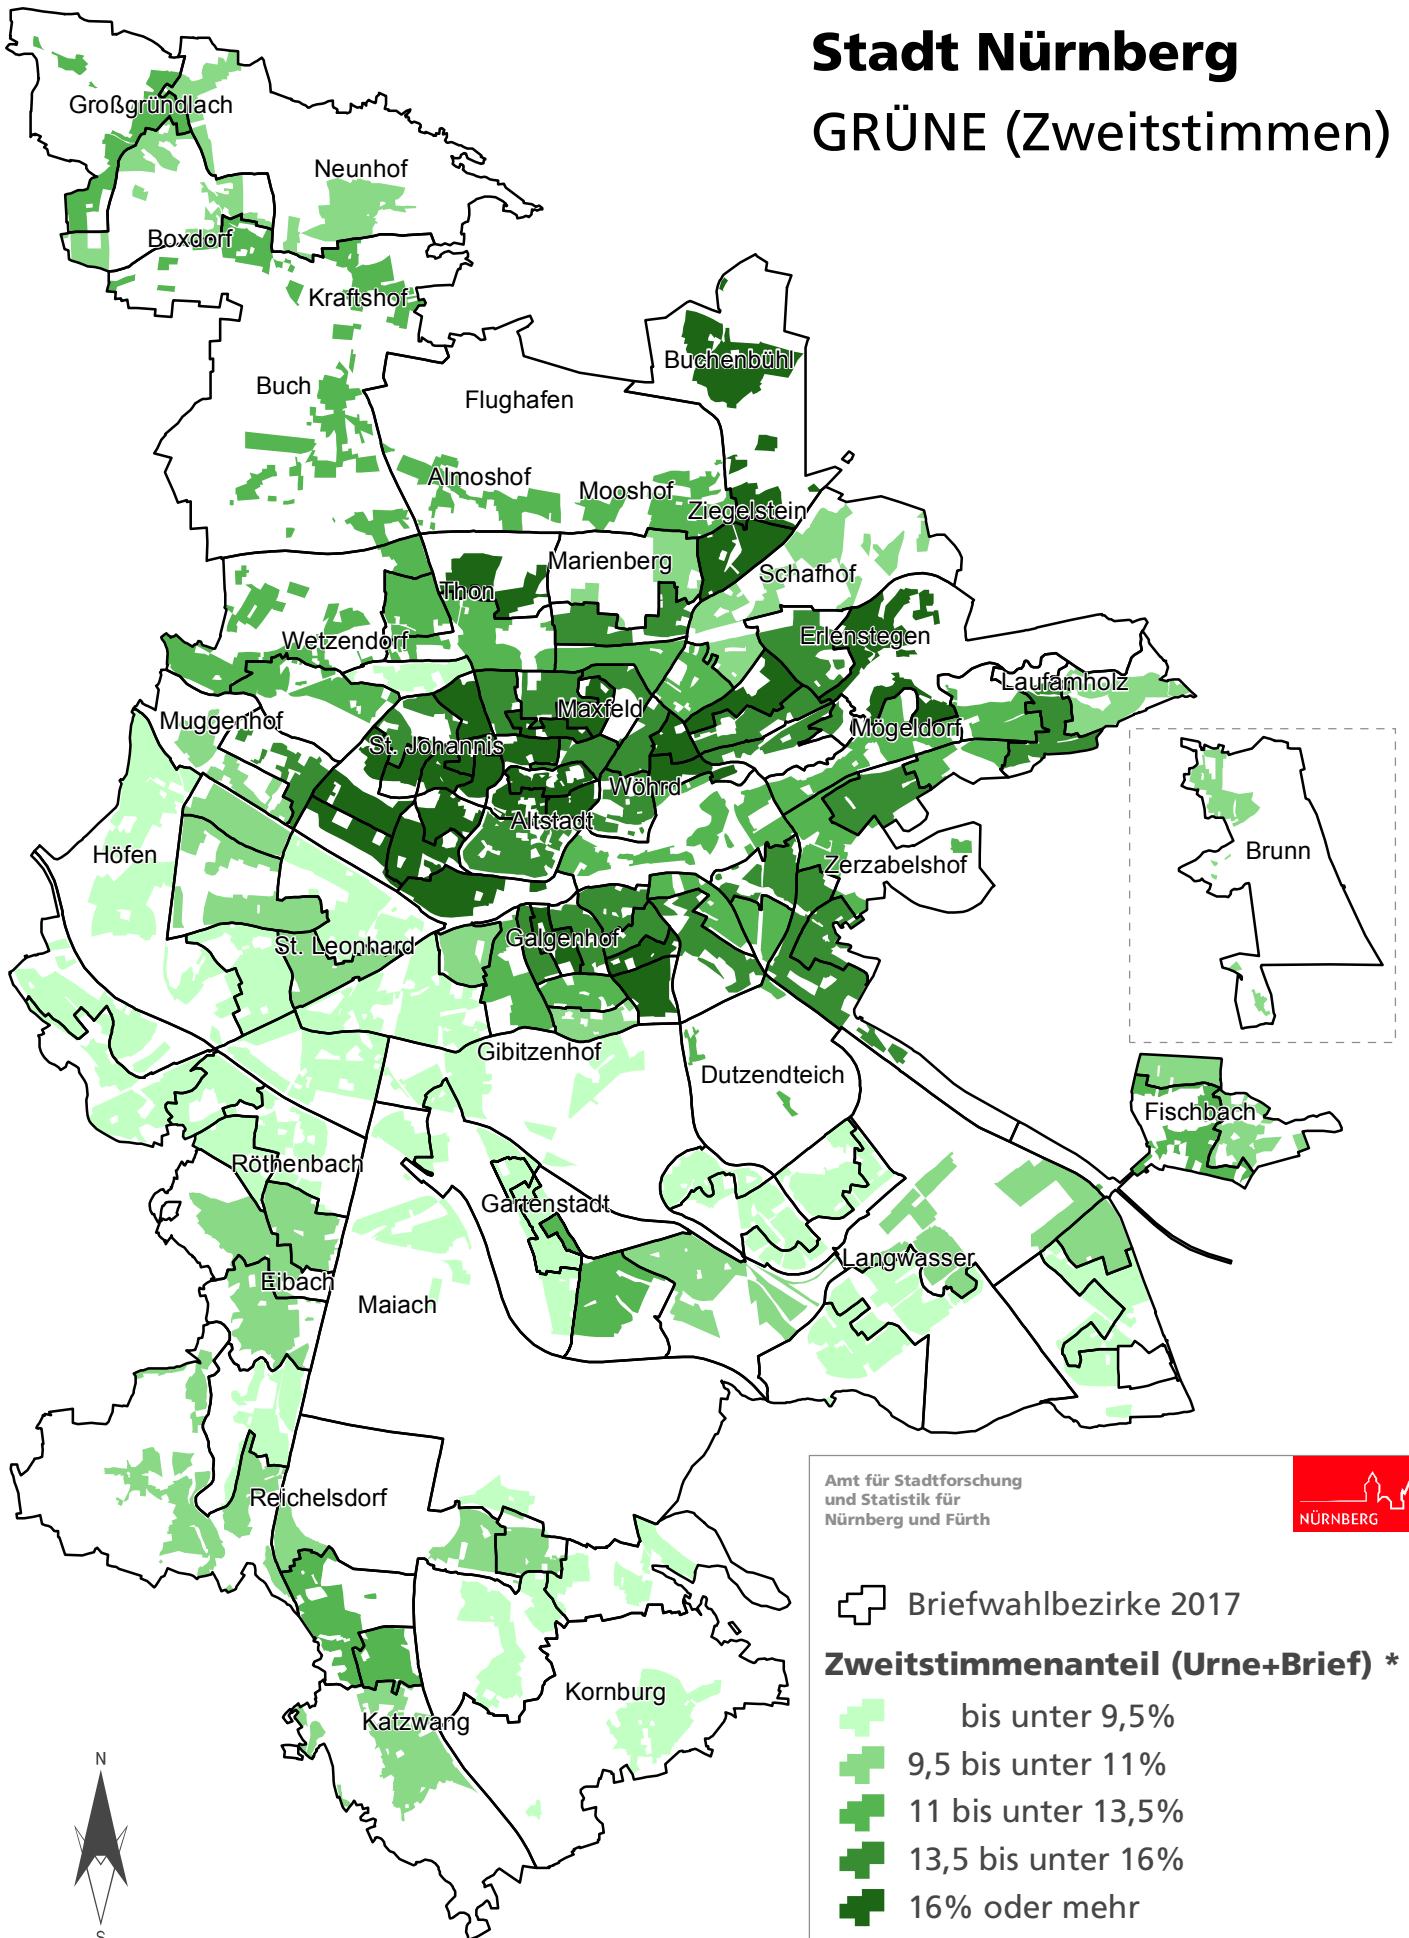 Stadt Nürnberg
GRÜNE (Zweitstimmen)
Großgründlach
Neunhof
Boxdorf
Kraftshof
Buchenbühl
Buch
Flughafen
Almoshof
Mooshof
Ziegelstein
Marienberg
Schafhof
Thon
Wetzendorf
Erlenstegen
Laufamholz
Muggenhof
Maxfeld
Mögeldorf
St. Johannis
Wöhrd
Altstadt
Höfen
Zerzabelshof
Brunn
St. Leonhard
Galgenhof
Gibitzenhof
Dutzendteich
Fischbach
Röthenbach
Gartenstadt
Langwasser
Eibach
Maiach
Reichelsdorf
Kornburg
Katzwang
Amt für Stadtforschung
und Statistik für
Nürnberg und Fürth
NÜRNBERG
Briefwahlbezirke 2017
Zweitstimmenanteil (Urne+Brief) *
bis unter 9,5%
9,5 bis unter 11%
11 bis unter 13,5%
13,5 bis unter 16%
16% oder mehr
N
S